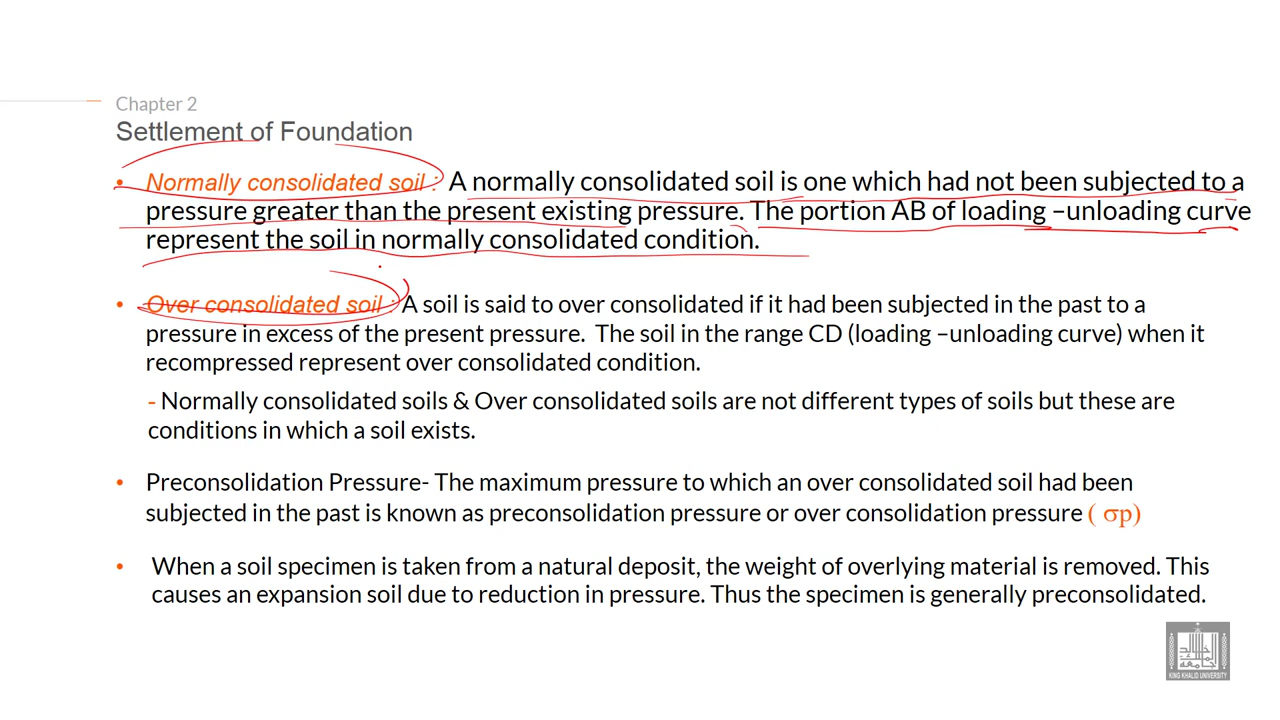 Chapter 2
Settlement of Foundation
• Normally consolidated soil : A normally consolidated soil is one which had not been subjected to a
pressure greater than the present existing pressure. The portion AB of loading –unloading curve
represent the soil in normally consolidated condition.
• Over consolidated soil : A soil is said to over consolidated if it had been subjected in the past to a
pressure in excess of the present pressure. The soil in the range CD (loading –unloading curve) when it
recompressed represent over consolidated condition.
- Normally consolidated soils & Over consolidated soils are not different types of soils but these are
conditions in which a soil exists.
• Preconsolidation Pressure- The maximum pressure to which an over consolidated soil had been
subjected in the past is known as preconsolidation pressure or over consolidation pressure ( σp)
• When a soil specimen is taken from a natural deposit, the weight of overlying material is removed. This
causes an expansion soil due to reduction in pressure. Thus the specimen is generally preconsolidated.
KING KHALID UNIVERSITY